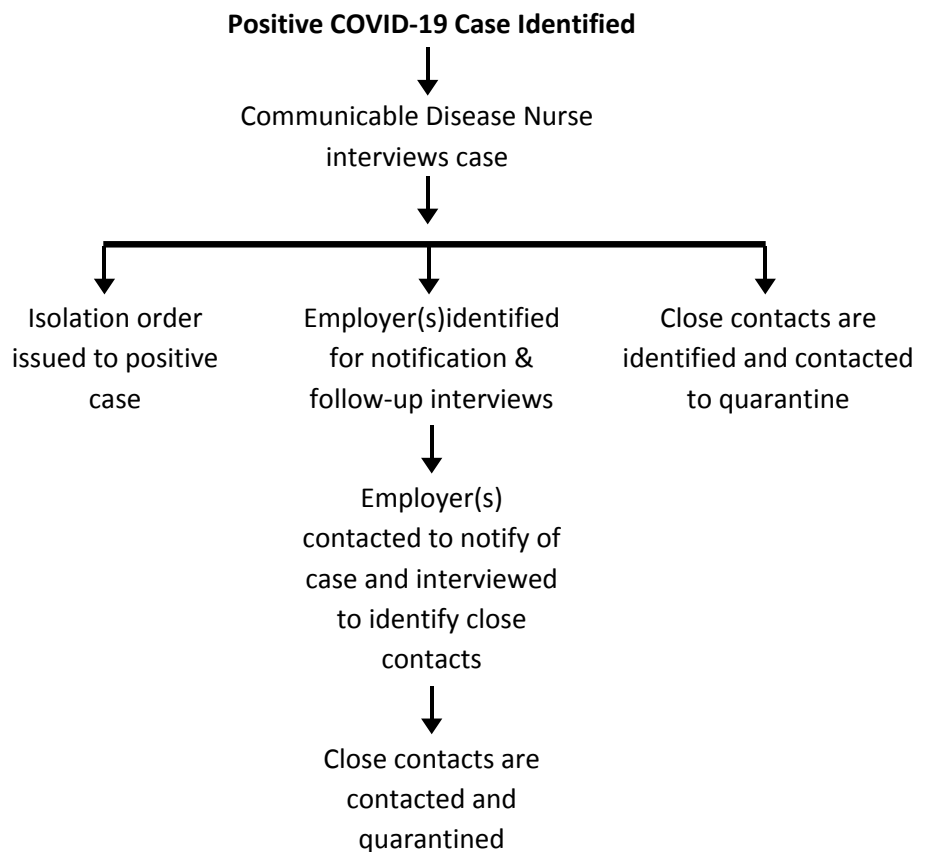 Positive COVID-19 Case Identified
Communicable Disease Nurse
interviews case
Isolation order
issued to positive
case
Employer(s)identified
for notification &
follow-up interviews
Close contacts are
identified and contacted
to quarantine
Employer(s)
contacted to notify of
case and interviewed
to identify close
contacts
Close contacts are
contacted and
quarantined